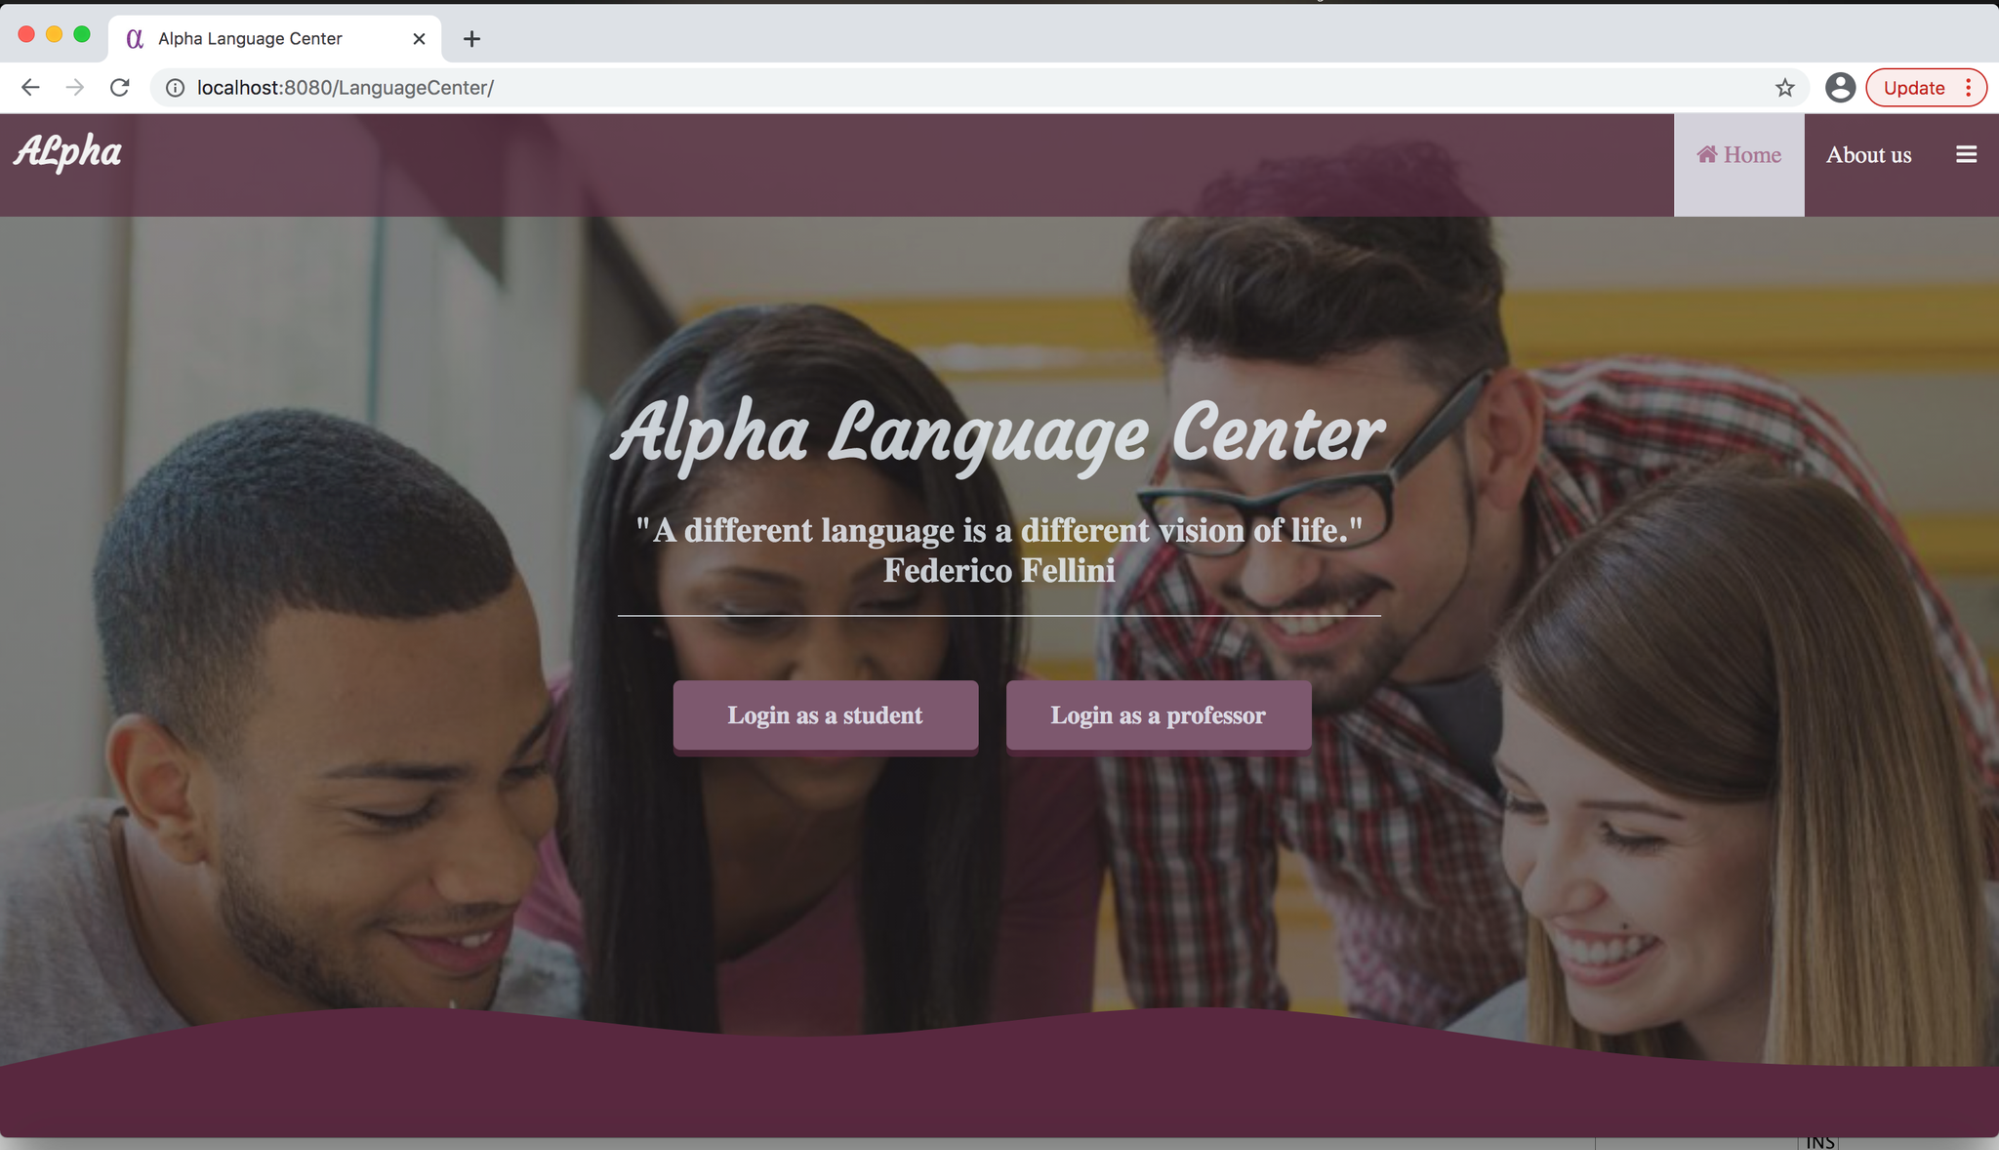 α Alpha Language Center
localhost:8080/LanguageCenter/
Update
ALpha
Home
About us
Alpha Language Center
"A different language is a different vision of life."
Federico Fellini
Login as a student
Login as a professor
INS